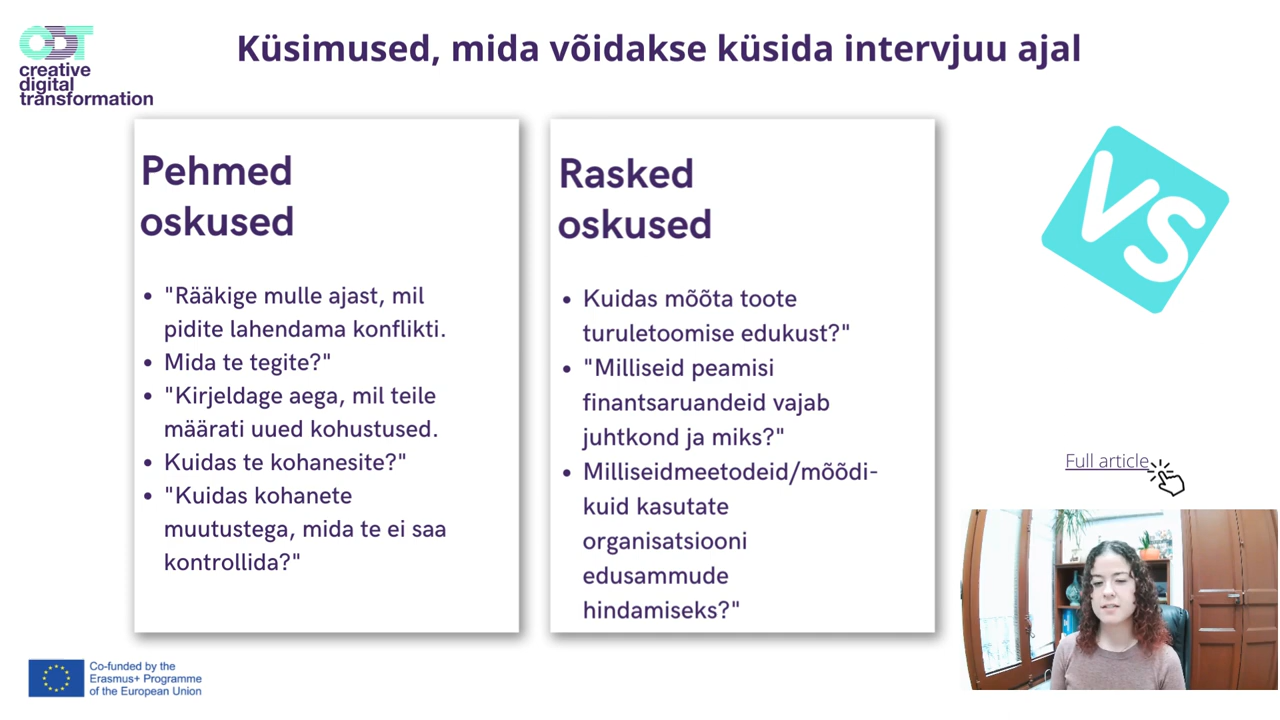 CDT
creative
digital
transformation
Küsimused, mida võidakse küsida intervjuu ajal
Pehmed
oskused
• "Rääkige mulle ajast, mil
pidite lahendama konflikti.
• Mida te tegite?"
• "Kirjeldage aega, mil teile
määrati uued kohustused.
• Kuidas te kohanesite?"
• "Kuidas kohanete
muutustega, mida te ei saa
kontrollida?"
Rasked
oskused
• Kuidas mõõta toote
turuletoomise edukust?"
• "Milliseid peamisi
finantsaruandeid vajab
juhtkond ja miks?"
• Milliseidmeetodeid/mõõdi-
kuid kasutate
organisatsiooni
edusammude
hindamiseks?"
VS
Full article
Co-funded by the
Erasmus+ Programme
of the European Union